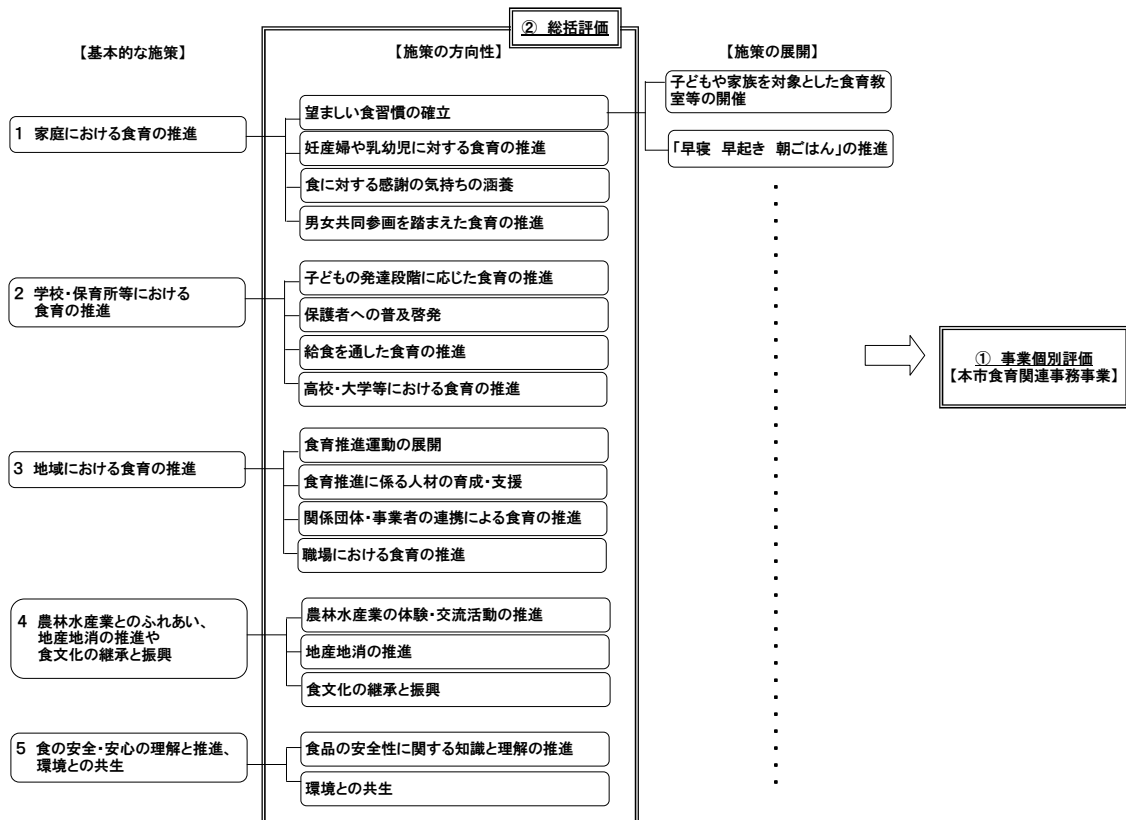 ② 総括評価
【基本的な施策】
【施策の方向性】
【施策の展開】
1 家庭における食育の推進
望ましい食習慣の確立
妊産婦や乳幼児に対する食育の推進
食に対する感謝の気持ちの涵養
男女共同参画を踏まえた食育の推進
子どもや家族を対象とした食育教
室等の開催
「早寝 早起き 朝ごはん」の推進
2 学校・保育所等における
食育の推進
子どもの発達段階に応じた食育の推進
保護者への普及啓発
給食を通した食育の推進
高校・大学等における食育の推進
① 事業個別評価
【本市食育関連事務事業】
3 地域における食育の推進
食育推進運動の展開
食育推進に係る人材の育成・支援
関係団体・事業者の連携による食育の推進
職場における食育の推進
4 農林水産業とのふれあい、
地産地消の推進や
食文化の継承と振興
農林水産業の体験・交流活動の推進
地産地消の推進
食文化の継承と振興
5 食の安全・安心の理解と推進、
環境との共生
食品の安全性に関する知識と理解の推進
環境との共生